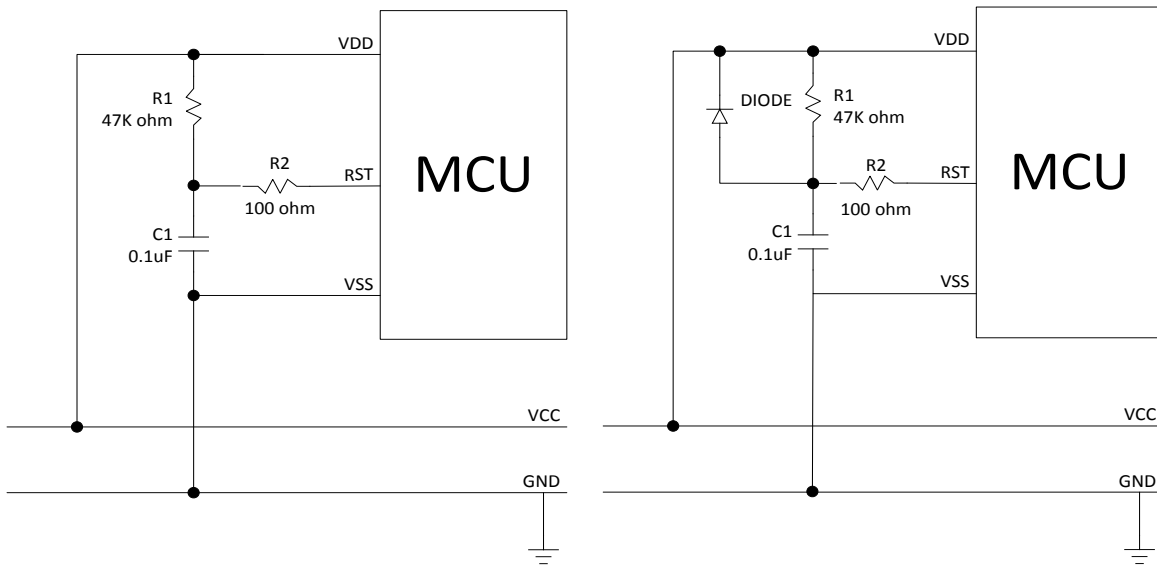 VDD
R1
47K ohm
R2
RST
100 ohm
C1
0.1uF
VSS
MCU
VCC
GND
VDD
DIODE
R1
47K ohm
R2
RST
100 ohm
C1
0.1uF
VSS
MCU
VCC
GND